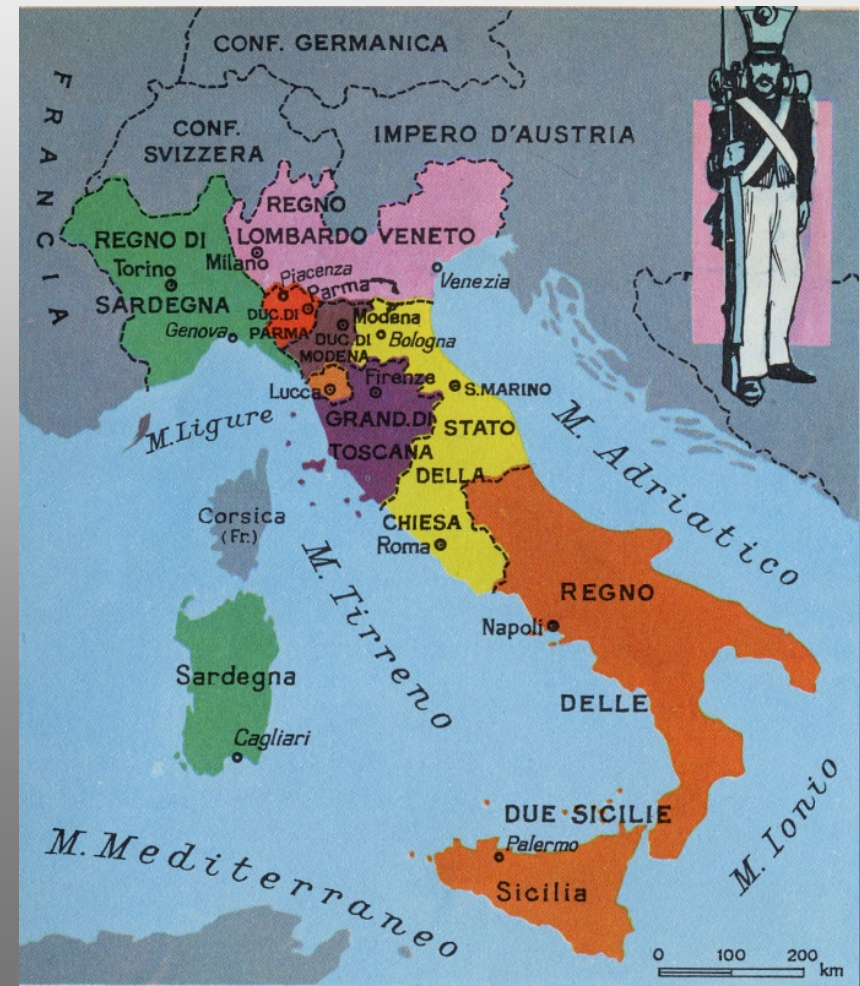 CONF. GERMANICA
FRANCIA
CONF.
SVIZZERA
IMPERO D'AUSTRIA
REGNO
LOMBARDO VENETO
REGNO DI
SARDEGNA
Torino
Milano
Piacenza
Parma
Venezia
DUC. DI
PARMA
Modena
DUC. DI
MODENA
Bologna
Genova
Lucca
Firenze
S. MARINO
GRAND. DI
TOSCANA
STATO
DELLA
CHIESA
M. Ligure
M. Adriatico
Corsica
(Fr.)
Roma
M. Tirreno
REGNO
DELLE
DUE SICILIE
Napoli
Sardegna
Cagliari
Palermo
Sicilia
M. Ionio
M. Mediterraneo
0 100 200
km